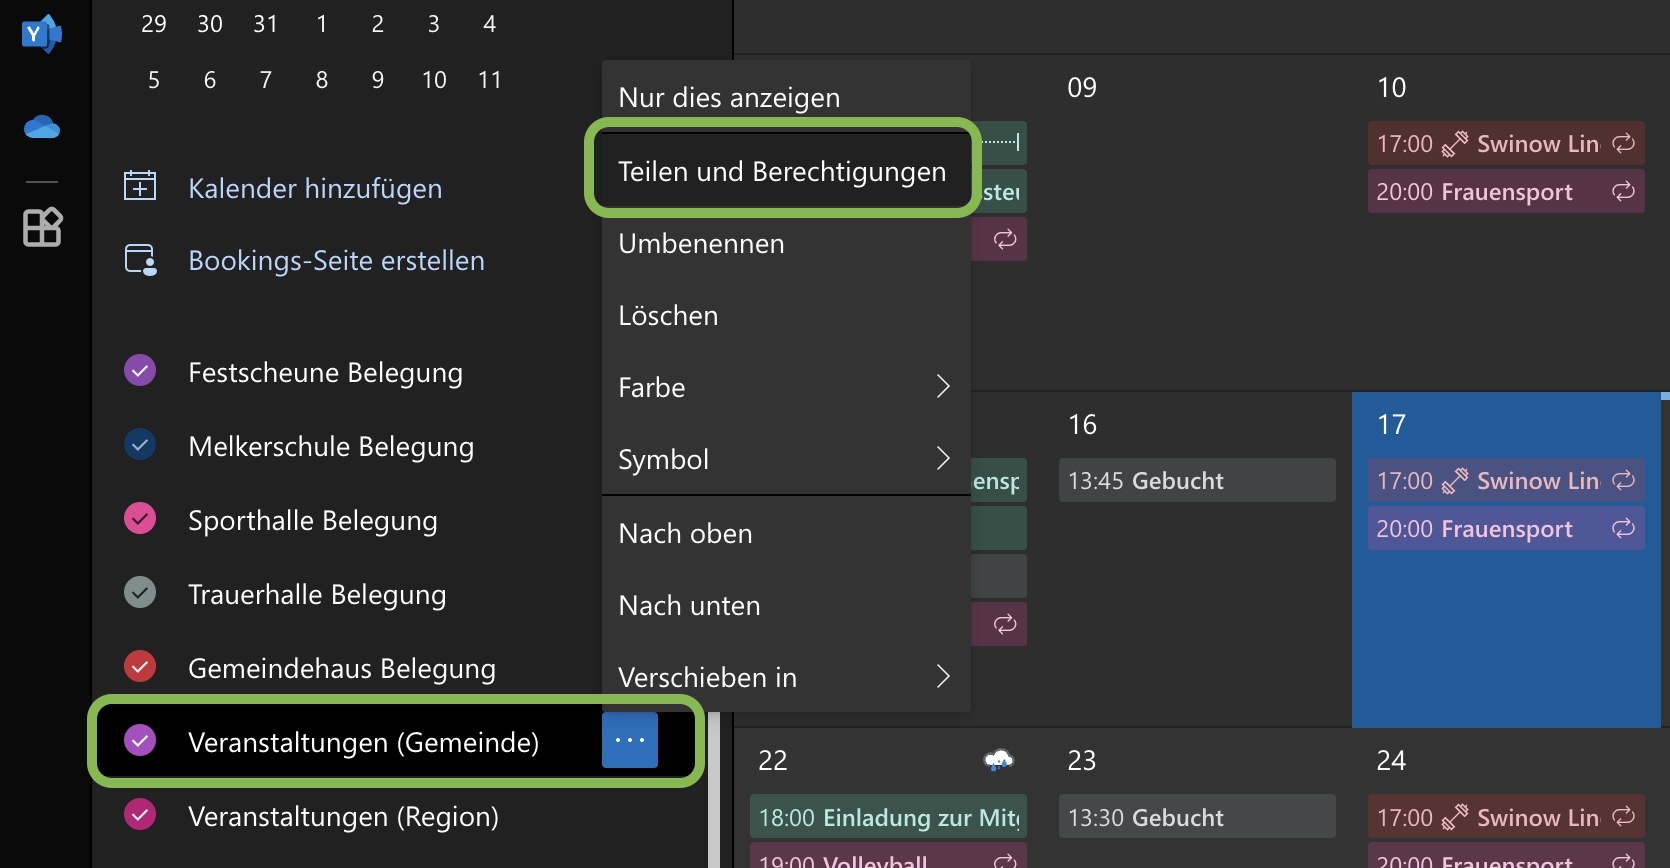 Y
29 30 31 1 2 3 4
5 6 7 8 9 10 11
Kalender hinzufügen
Bookings-Seite erstellen
Festscheune Belegung
Melkerschule Belegung
Sporthalle Belegung
Trauerhalle Belegung
Gemeindehaus Belegung
Veranstaltungen (Gemeinde)
...
Veranstaltungen (Region)
Nur dies anzeigen
Teilen und Berechtigungen
Umbenennen
Löschen
Farbe
Symbol
Nach oben
Nach unten
Verschieben in
09
10
17:00 Swinow Lin
20:00 Frauensport
16
13:45 Gebucht
17
17:00 Swinow Lin
20:00 Frauensport
22
18:00 Einladung zur Mitg
19:00 Volleyball
23
13:30 Gebucht
24
17:00 Swinow Lin
20:00 Frauensport